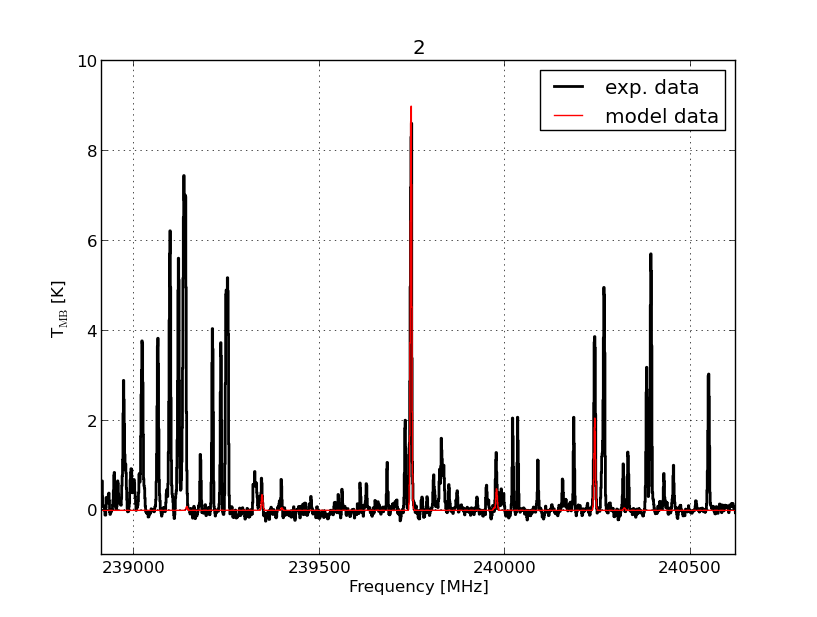 2
10
8
6
4
2
0
T_MB [K]
exp. data
model data
239000
239500
240000
240500
Frequency [MHz]